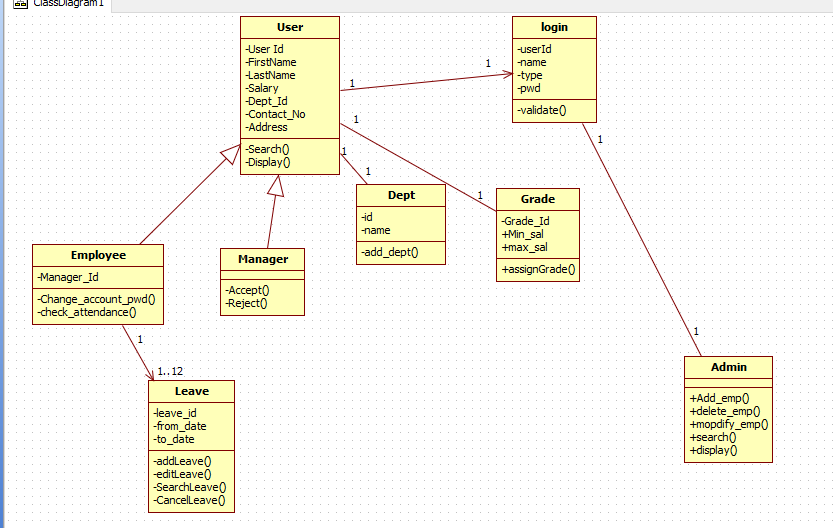 ClassDiagram1
User
-User Id
-FirstName
-LastName
-Salary
-Dept_Id
-Contact_No
-Address
-Search()
-Display()
login
-userId
-name
-type
-pwd
-validate()
1
1
1
1
1
1
1
1
Dept
-id
-name
-add_dept()
Grade
-Grade_Id
+Min_sal
+max_sal
+assignGrade()
Employee
-Manager_Id
-Change_account_pwd()
-check_attendance()
Manager
-Accept()
-Reject()
1
1..12
Leave
-leave_id
-from_date
-to_date
-addLeave()
-editLeave()
-SearchLeave()
-CancelLeave()
Admin
+Add_emp()
+delete_emp()
+mopdify_emp()
+search()
+display()